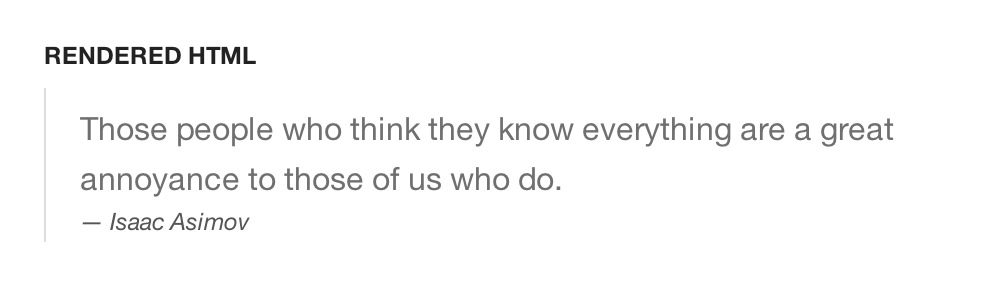 RENDERED HTML
Those people who think they know everything are a great
annoyance to those of us who do.
— Isaac Asimov